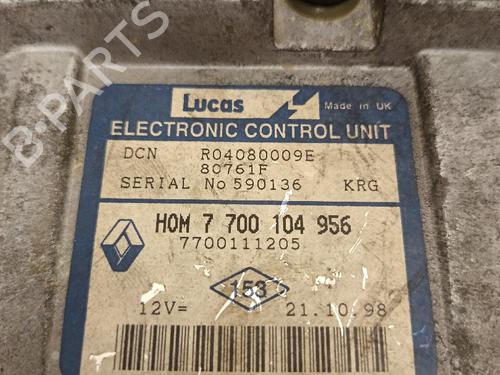 B-PARTS
Lucas
Made in UK
ELECTRONIC CONTROL UNIT
DCN R04080009E
80761F
SERIAL No 590136 KRG
HOM 7 700 104 956
7700111205
153
12V= 21.10.98